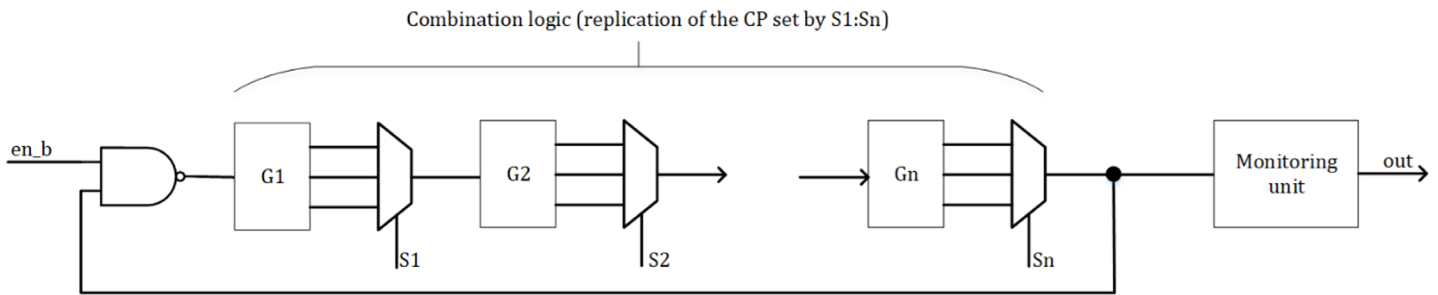 Combination logic (replication of the CP set by S1:Sn)
en_b
G1
S1
G2
S2
Gn
Sn
Monitoring
unit
out